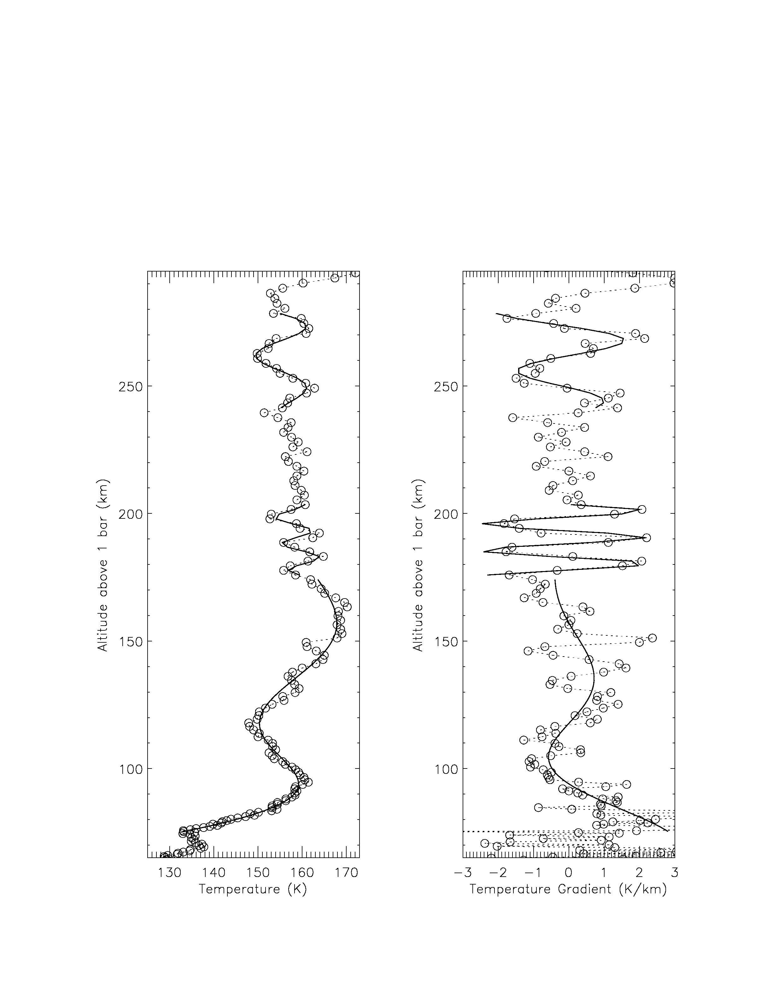 250
200
150
100
Altitude above 1 bar (km)
130 140 150 160 170
Temperature (K)
250
200
150
100
Altitude above 1 bar (km)
−3 −2 −1 0 1 2 3
Temperature Gradient (K/km)